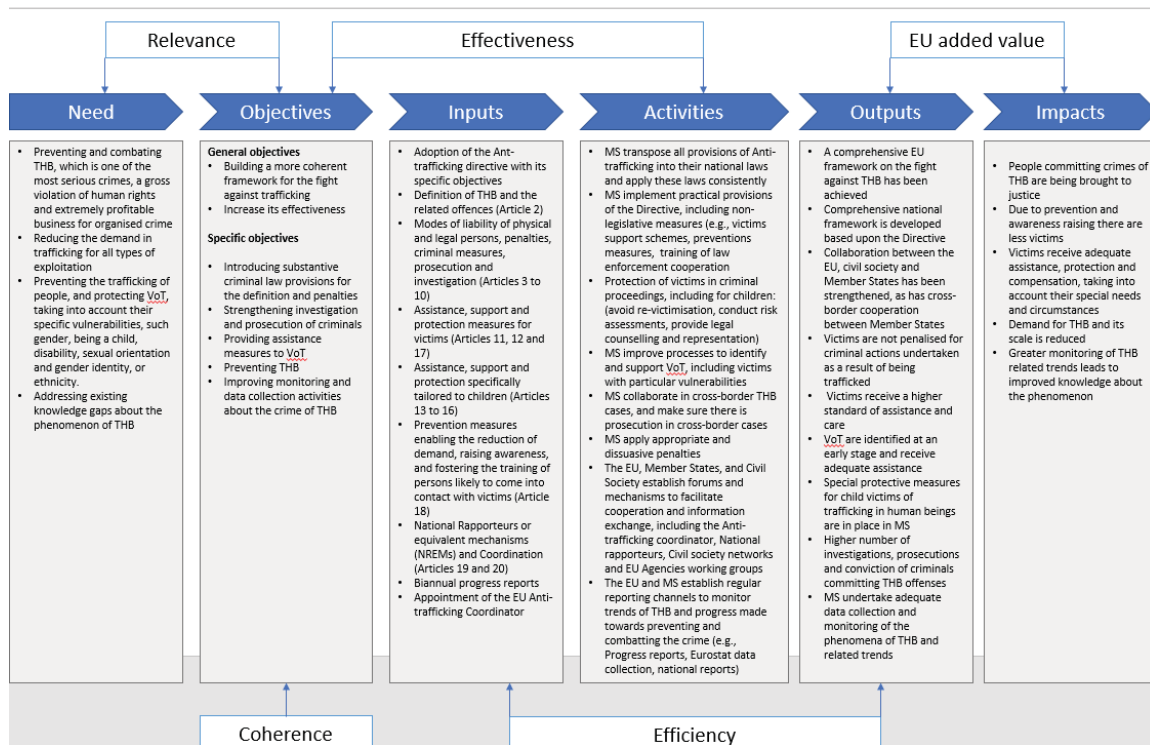 Relevance
Effectiveness
EU added value
Need
Objectives
Inputs
Activities
Outputs
Impacts
• Preventing and combating
THB, which is one of the
most serious crimes, a gross
violation of human rights
and extremely profitable
business for organised crime
• Reducing the demand in
trafficking for all types of
exploitation
• Preventing the trafficking of
people, and protecting VoT,
taking into account their
specific vulnerabilities, such
gender, being a child,
disability, sexual orientation
and gender identity, or
ethnicity.
• Addressing existing
knowledge gaps about the
phenomenon of THB
General objectives
• Building a more coherent
framework for the fight
against trafficking
• Increase its effectiveness
Specific objectives
• Introducing substantive
criminal law provisions for
the definition and penalties
• Strengthening investigation
and prosecution of criminals
• Providing assistance
measures to VoT
• Preventing THB
• Improving monitoring and
data collection activities
about the crime of THB
• Adoption of the Ant-
trafficking directive with its
specific objectives
• Definition of THB and the
related offences (Article 2)
• Modes of liability of physical
and legal persons, penalties,
criminal measures,
prosecution and
investigation (Articles 3 to
10)
• Assistance, support and
protection measures for
victims (Articles 11, 12 and
17)
• Assistance, support and
protection specifically
tailored to children (Articles
13 to 16)
• Prevention measures
enabling the reduction of
demand, raising awareness,
and fostering the training of
persons likely to come into
contact with victims (Article
18)
• National Rapporteurs or
equivalent mechanisms
(NREMs) and Coordination
(Articles 19 and 20)
• Biannual progress reports
• Appointment of the EU Anti-
trafficking Coordinator
• MS transpose all provisions of Anti-
trafficking into their national laws
and apply these laws consistently
• MS implement practical provisions
of the Directive, including non-
legislative measures (e.g., victims
support schemes, preventions
measures, training of law
enforcement cooperation
• Protection of victims in criminal
proceedings, including for children:
(avoid re-victimisation, conduct risk
assessments, provide legal
counselling and representation)
• MS improve processes to identify
and support VoT, including victims
with particular vulnerabilities
• MS collaborate in cross-border THB
cases, and make sure there is
prosecution in cross-border cases
• MS apply appropriate and
dissuasive penalties
• The EU, Member States, and Civil
Society establish forums and
mechanisms to facilitate
cooperation and information
exchange, including the Anti-
trafficking coordinator, National
rapporteurs, Civil society networks
and EU Agencies working groups
• The EU and MS establish regular
reporting channels to monitor
trends of THB and progress made
towards preventing and
combatting the crime (e.g.,
Progress reports, Eurostat data
collection, national reports)
• A comprehensive EU
framework on the fight
against THB has been
achieved
• Comprehensive national
framework is developed
based upon the Directive
• Collaboration between the
EU, civil society and
Member States has been
strengthened, as has cross-
border cooperation
between Member States
• Victims are not penalised for
criminal actions undertaken
as a result of being
trafficked
• Victims receive a higher
standard of assistance and
care
• VoT are identified at an
early stage and receive
adequate assistance
• Special protective measures
for child victims of
trafficking in human beings
are in place in MS
• Higher number of
investigations, prosecutions
and conviction of criminals
committing THB offenses
• MS undertake adequate
data collection and
monitoring of the
phenomena of THB and
related trends
• People committing crimes of
THB are being brought to
justice
• Due to prevention and
awareness raising there are
less victims
• Victims receive adequate
assistance, protection and
compensation, taking into
account their special needs
and circumstances
• Demand for THB and its
scale is reduced
• Greater monitoring of THB
related trends leads to
improved knowledge about
the phenomenon
Coherence
Efficiency